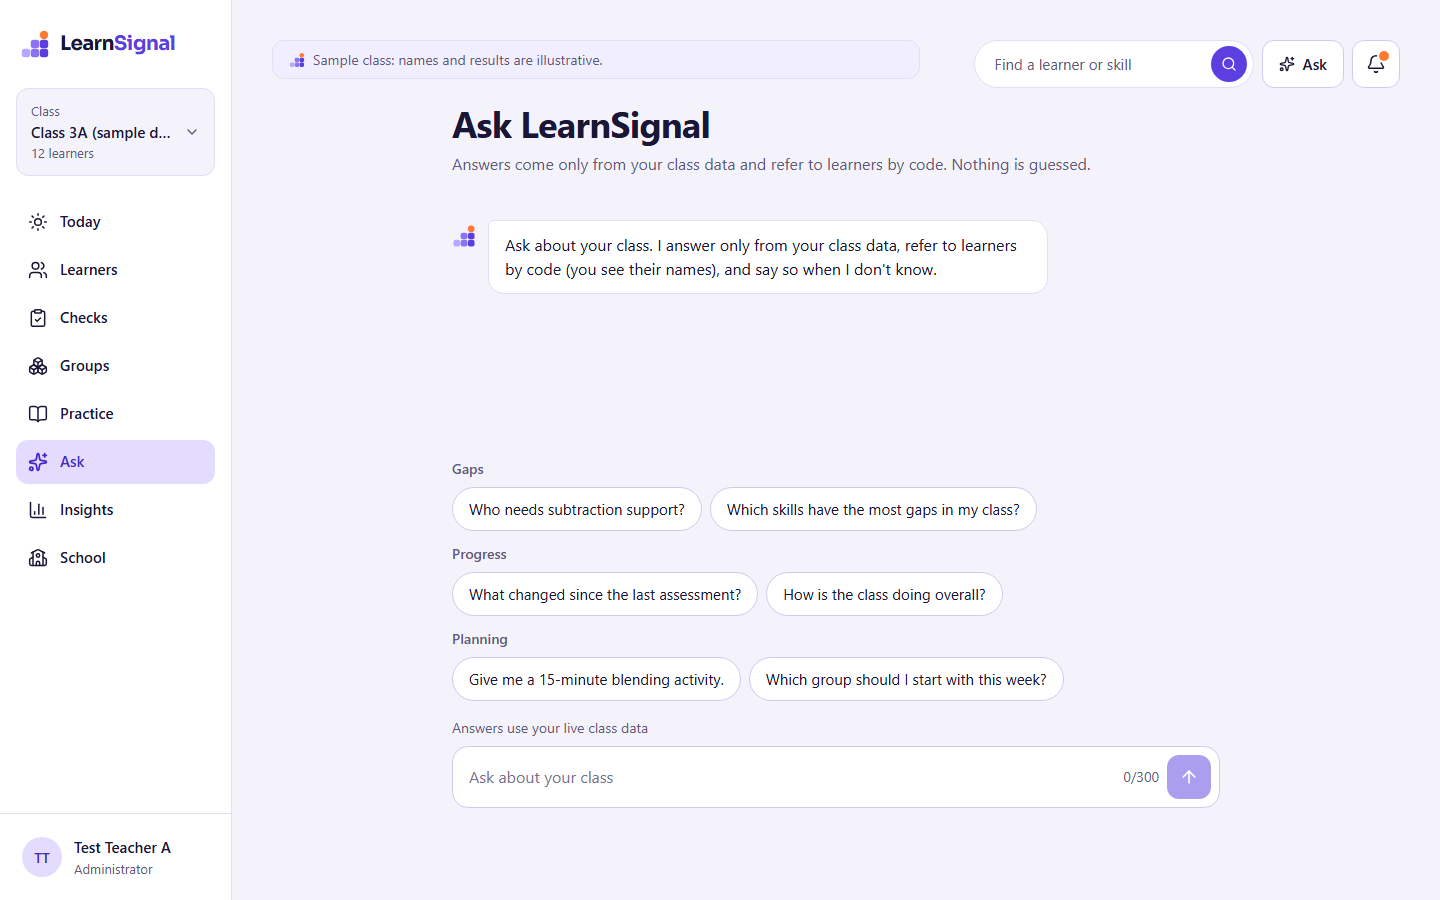 LearnSignal
Class
Class 3A (sample d...
12 learners
Today
Learners
Checks
Groups
Practice
Ask
Insights
School
TT
Test Teacher A
Administrator
Sample class: names and results are illustrative.
Find a learner or skill
Ask
Ask LearnSignal
Answers come only from your class data and refer to learners by code. Nothing is guessed.
Ask about your class. I answer only from your class data, refer to learners
by code (you see their names), and say so when I don't know.
Gaps
Who needs subtraction support?
Which skills have the most gaps in my class?
Progress
What changed since the last assessment?
How is the class doing overall?
Planning
Give me a 15-minute blending activity.
Which group should I start with this week?
Answers use your live class data
Ask about your class
0/300